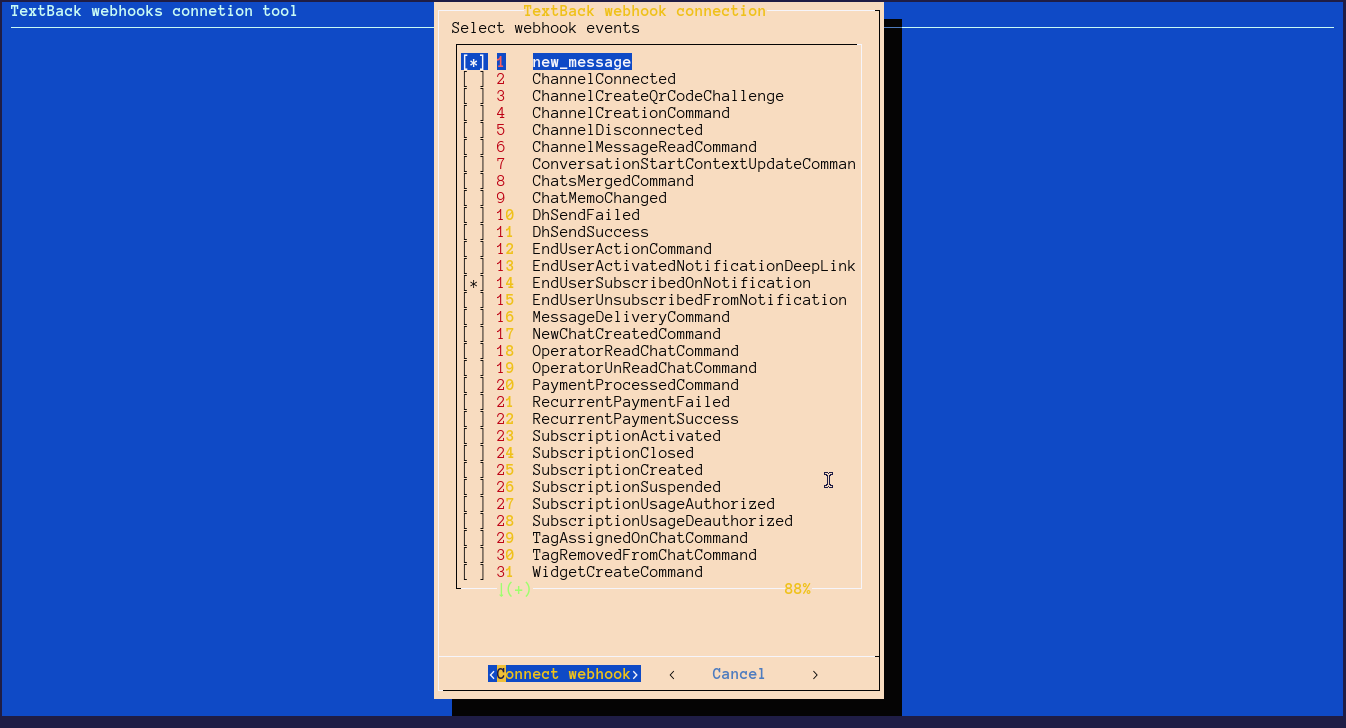 TextBack webhooks connetion tool
TextBack webhook connection
Select webhook events
[*] 1 new_message
[ ] 2 ChannelConnected
[ ] 3 ChannelCreateQrCodeChallenge
[ ] 4 ChannelCreationCommand
[ ] 5 ChannelDisconnected
[ ] 6 ChannelMessageReadCommand
[ ] 7 ConversationStartContextUpdateComman
[ ] 8 ChatsMergedCommand
[ ] 9 ChatMemoChanged
[ ] 10 DhSendFailed
[ ] 11 DhSendSuccess
[ ] 12 EndUserActionCommand
[ ] 13 EndUserActivatedNotificationDeepLink
[*] 14 EndUserSubscribedOnNotification
[ ] 15 EndUserUnsubscribedFromNotification
[ ] 16 MessageDeliveryCommand
[ ] 17 NewChatCreatedCommand
[ ] 18 OperatorReadChatCommand
[ ] 19 OperatorUnReadChatCommand
[ ] 20 PaymentProcessedCommand
[ ] 21 RecurrentPaymentFailed
[ ] 22 RecurrentPaymentSuccess
[ ] 23 SubscriptionActivated
[ ] 24 SubscriptionClosed
[ ] 25 SubscriptionCreated
[ ] 26 SubscriptionSuspended
[ ] 27 SubscriptionUsageAuthorized
[ ] 28 SubscriptionUsageDeauthorized
[ ] 29 TagAssignedOnChatCommand
[ ] 30 TagRemovedFromChatCommand
[ ] 31 WidgetCreateCommand
↓(+) 88%
<Connect webhook> < Cancel >